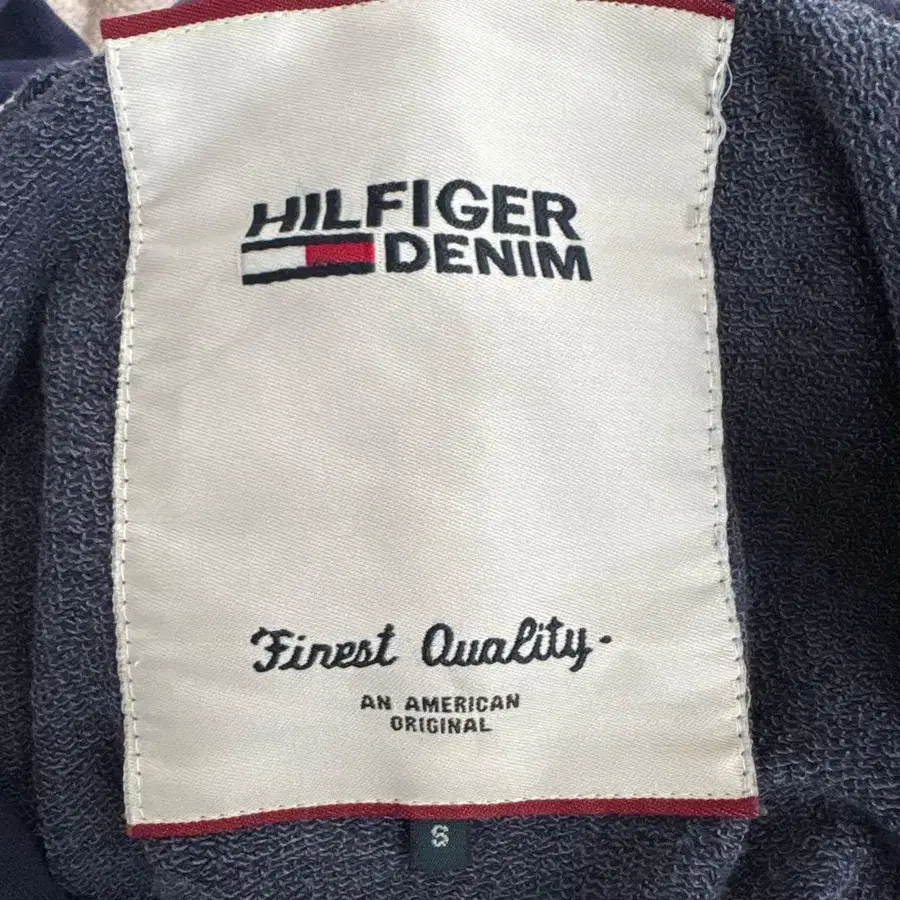 HILFIGER
DENIM
Finest Quality.
AN AMERICAN
ORIGINAL
S